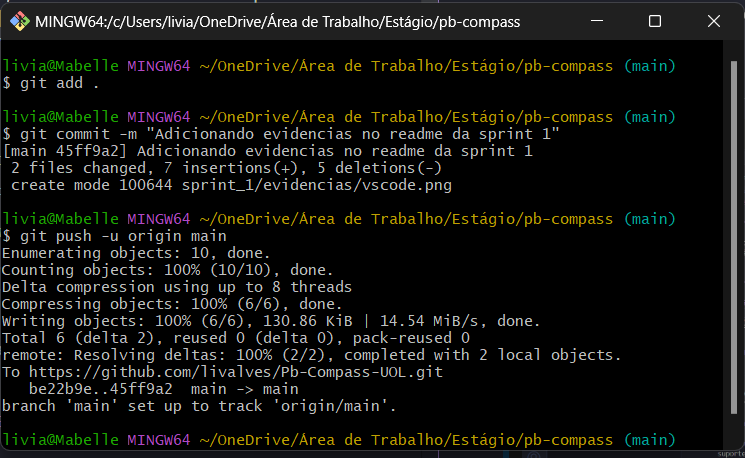 MINGW64:/c/Users/livia/OneDrive/Área de Trabalho/Estágio/pb-compass
livia@Mabelle MINGW64 ~/OneDrive/Área de Trabalho/Estágio/pb-compass (main)
$ git add .
livia@Mabelle MINGW64 ~/OneDrive/Área de Trabalho/Estágio/pb-compass (main)
$ git commit -m "Adicionando evidencias no readme da sprint 1"
[main 45ff9a2] Adicionando evidencias no readme da sprint 1
2 files changed, 7 insertions(+), 5 deletions(-)
create mode 100644 sprint_1/evidencias/vscode.png
livia@Mabelle MINGW64 ~/OneDrive/Área de Trabalho/Estágio/pb-compass (main)
$ git push -u origin main
Enumerating objects: 10, done.
Counting objects: 100% (10/10), done.
Delta compression using up to 8 threads
Compressing objects: 100% (6/6), done.
Writing objects: 100% (6/6), 130.86 KiB | 14.54 MiB/s, done.
Total 6 (delta 2), reused 0 (delta 0), pack-reused 0
remote: Resolving deltas: 100% (2/2), completed with 2 local objects.
To https://github.com/livalves/Pb-Compass-UOL.git
be22b9e..45ff9a2 main -> main
branch 'main' set up to track 'origin/main'.
livia@Mabelle MINGW64 ~/OneDrive/Área de Trabalho/Estágio/pb-compass (main)
suporte